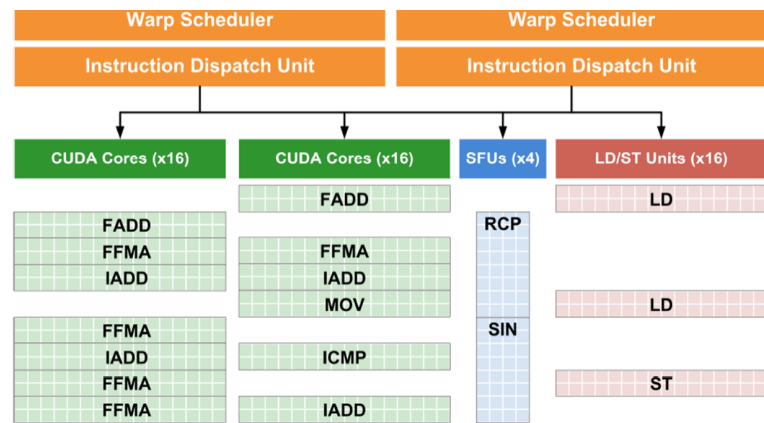 Warp Scheduler
Warp Scheduler
Instruction Dispatch Unit
Instruction Dispatch Unit
CUDA Cores (x16)
CUDA Cores (x16)
SFUs (x4)
LD/ST Units (x16)
FADD
LD
FADD
RCP
FFMA
FFMA
IADD
IADD
MOV
LD
FFMA
SIN
IADD
ICMP
FFMA
ST
FFMA
IADD